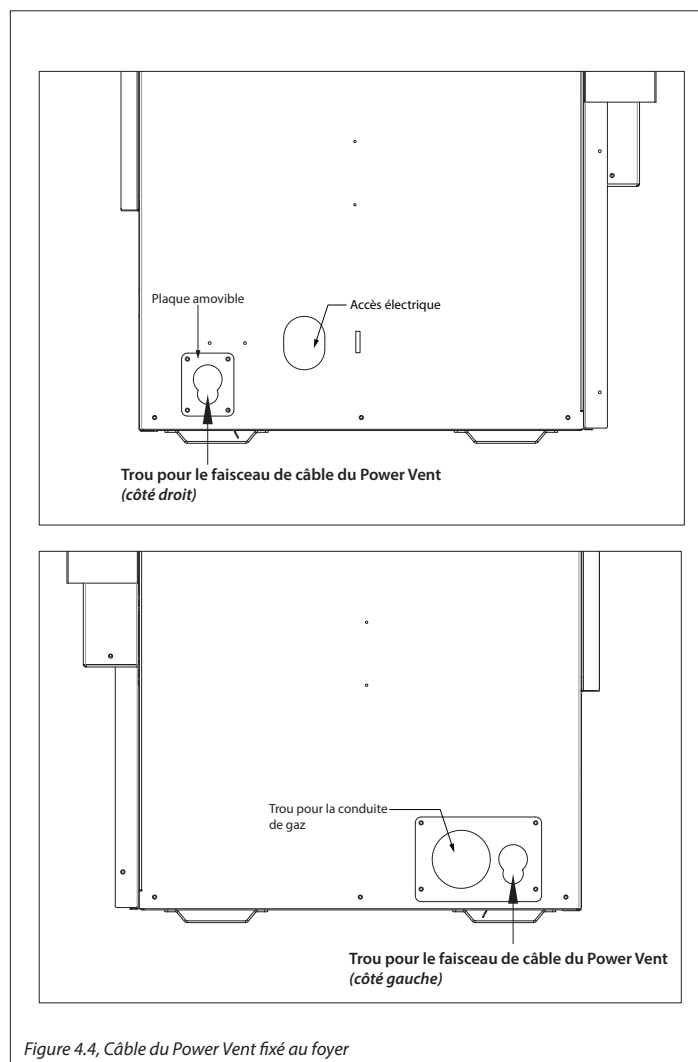 Plaque amovible
Accès électrique
Trou pour le faisceau de câble du Power Vent
(côté droit)
Trou pour la conduite
de gaz
Trou pour le faisceau de câble du Power Vent
(côté gauche)
Figure 4.4, Câble du Power Vent fixé au foyer